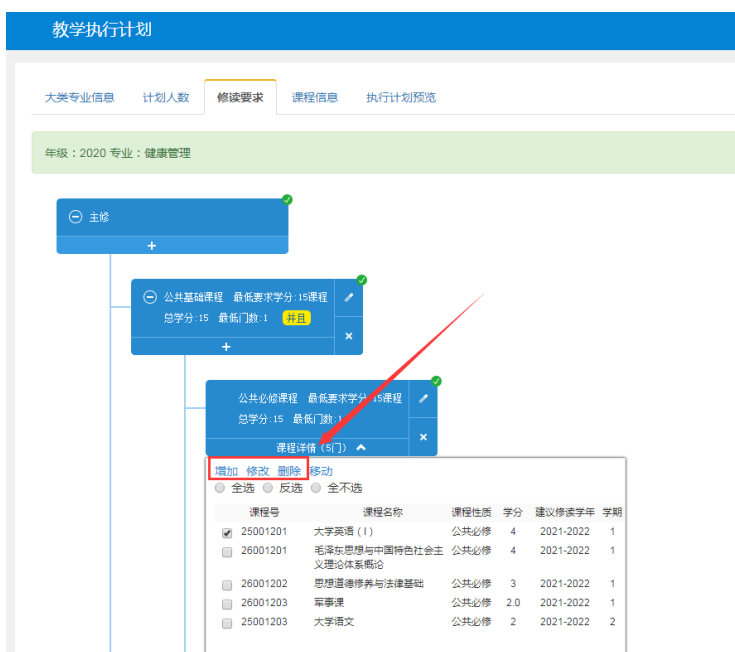 教学执行计划
大类专业信息 计划人数 修读要求 课程信息 执行计划预览
年级：2020 专业：健康管理
主修
+
公共基础课程 最低要求学分:15课程
总学分:15 最低门数:1 并且
+
公共必修课程 最低要求学分:15课程
总学分:15 最低门数:1
课程详情（5门）
增加 修改 删除 移动
全选 反选 全不选
课程号 课程名称 课程性质 学分 建议修读学年 学期
25001201 大学英语 (Ⅰ) 公共必修 4 2021-2022 1
26001201 毛泽东思想与中国特色社会主 公共必修 4 2021-2022 1
义理论体系概论
26001202 思想道德修养与法律基础 公共必修 3 2021-2022 1
26001203 军事课 公共必修 2.0 2021-2022 1
25001203 大学语文 公共必修 2 2021-2022 2